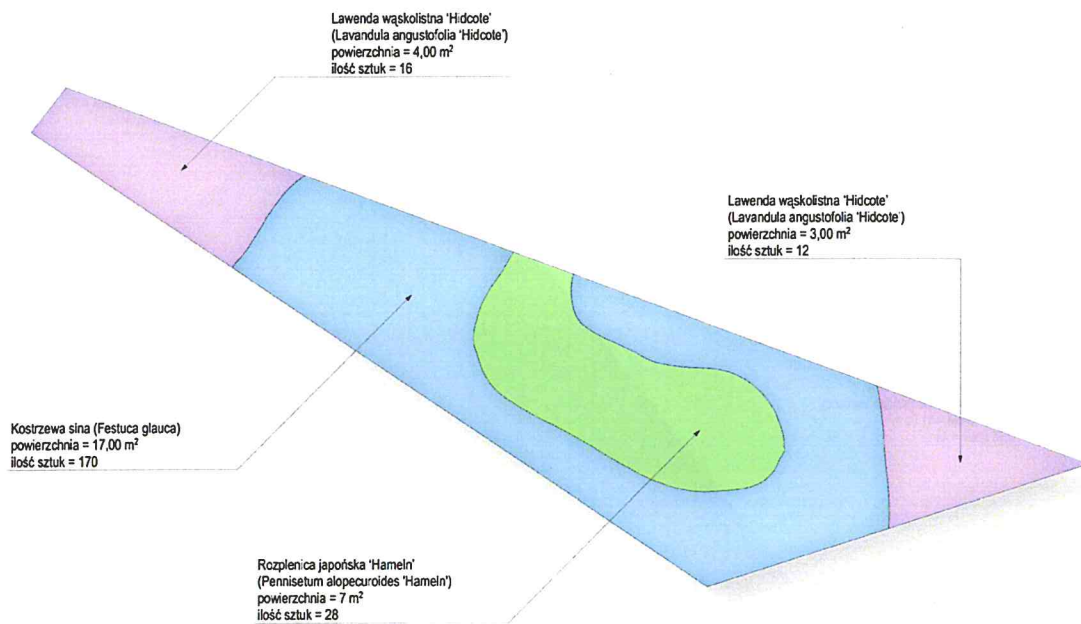 Lawenda wąskolistna 'Hidcote'
(Lavandula angustofolia 'Hidcote')
powierzchnia = 4,00 m²
ilość sztuk = 16
Lawenda wąskolistna 'Hidcote'
(Lavandula angustofolia 'Hidcote')
powierzchnia = 3,00 m²
ilość sztuk = 12
Kostrzewa sina (Festuca glauca)
powierzchnia = 17,00 m²
ilość sztuk = 170
Rozplenica japońska 'Hameln'
(Pennisetum alopecuroides 'Hameln')
powierzchnia = 7 m²
ilość sztuk = 28